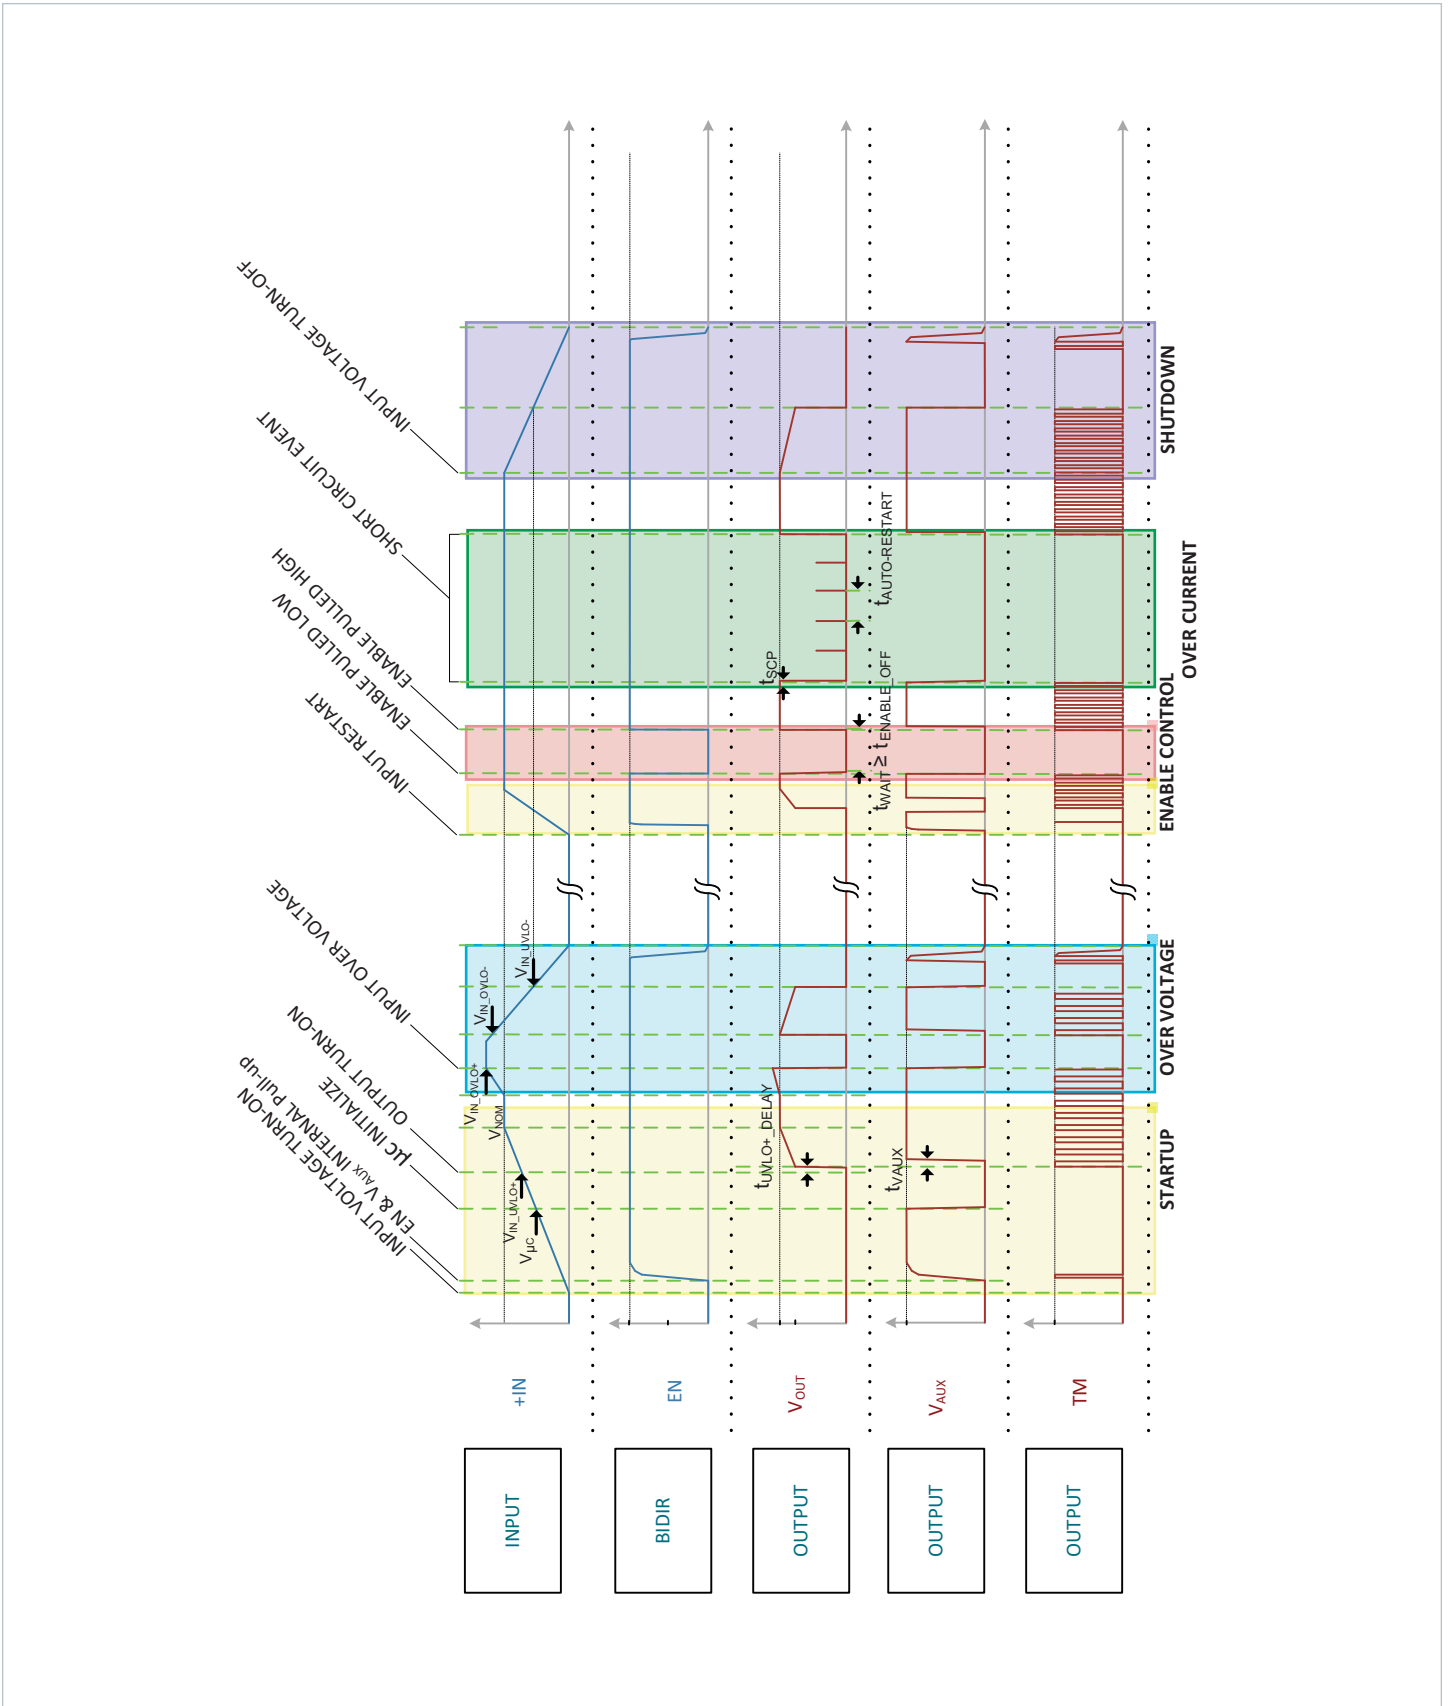 INPUT VOLTAGE TURN-ON
EN & VAUX INTERNAL Pull-up
µC INITIALIZE
OUTPUT TURN-ON
INPUT OVER VOLTAGE
INPUT RESTART
ENABLE PULLED LOW
ENABLE PULLED HIGH
SHORT CIRCUIT EVENT
INPUT VOLTAGE TURN-OFF
INPUT
+IN
VµC
VIN_UVLO+
VNOM
VIN_OVLO+
VIN_OVLO-
VIN_UVLO-
BIDIR
EN
OUTPUT
VOUT
tUVLO+_DELAY
tSCP
tWAIT ≥ tENABLE_OFF
tAUTO-RESTART
OUTPUT
VAUX
tVAUX
OUTPUT
TM
STARTUP
OVER VOLTAGE
ENABLE CONTROL
OVER CURRENT
SHUTDOWN